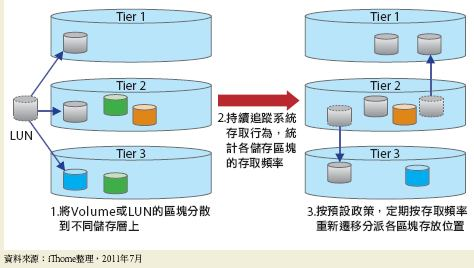 Tier 1
Tier 1
Tier 2
Tier 2
LUN
2.持續追蹤系統
存取行為,統
計各儲存區塊
的存取頻率
Tier 3
Tier 3
1.將Volume或LUN的區塊分散
到不同儲存層上
3.按預設政策,定期按存取頻率
重新遷移分派各區塊存放位置
資料來源:iThome整理,2011年7月